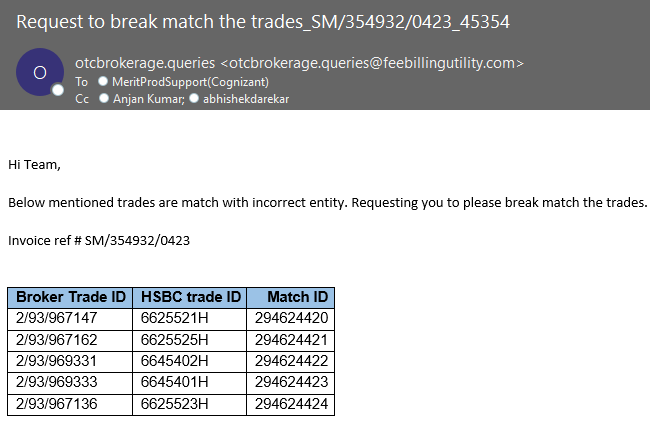 Request to break match the trades_SM/354932/0423_45354
O
otcbrokerage.queries <otcbrokerage.queries@feebillingutility.com>
To MeritProdSupport(Cognizant)
Cc Anjan Kumar; abhishekdarekar
Hi Team,
Below mentioned trades are match with incorrect entity. Requesting you to please break match the trades.
Invoice ref # SM/354932/0423
Broker Trade ID HSBC trade ID Match ID
2/93/967147 6625521H 294624420
2/93/967162 6625525H 294624421
2/93/969331 6645402H 294624422
2/93/969333 6645401H 294624423
2/93/967136 6625523H 294624424